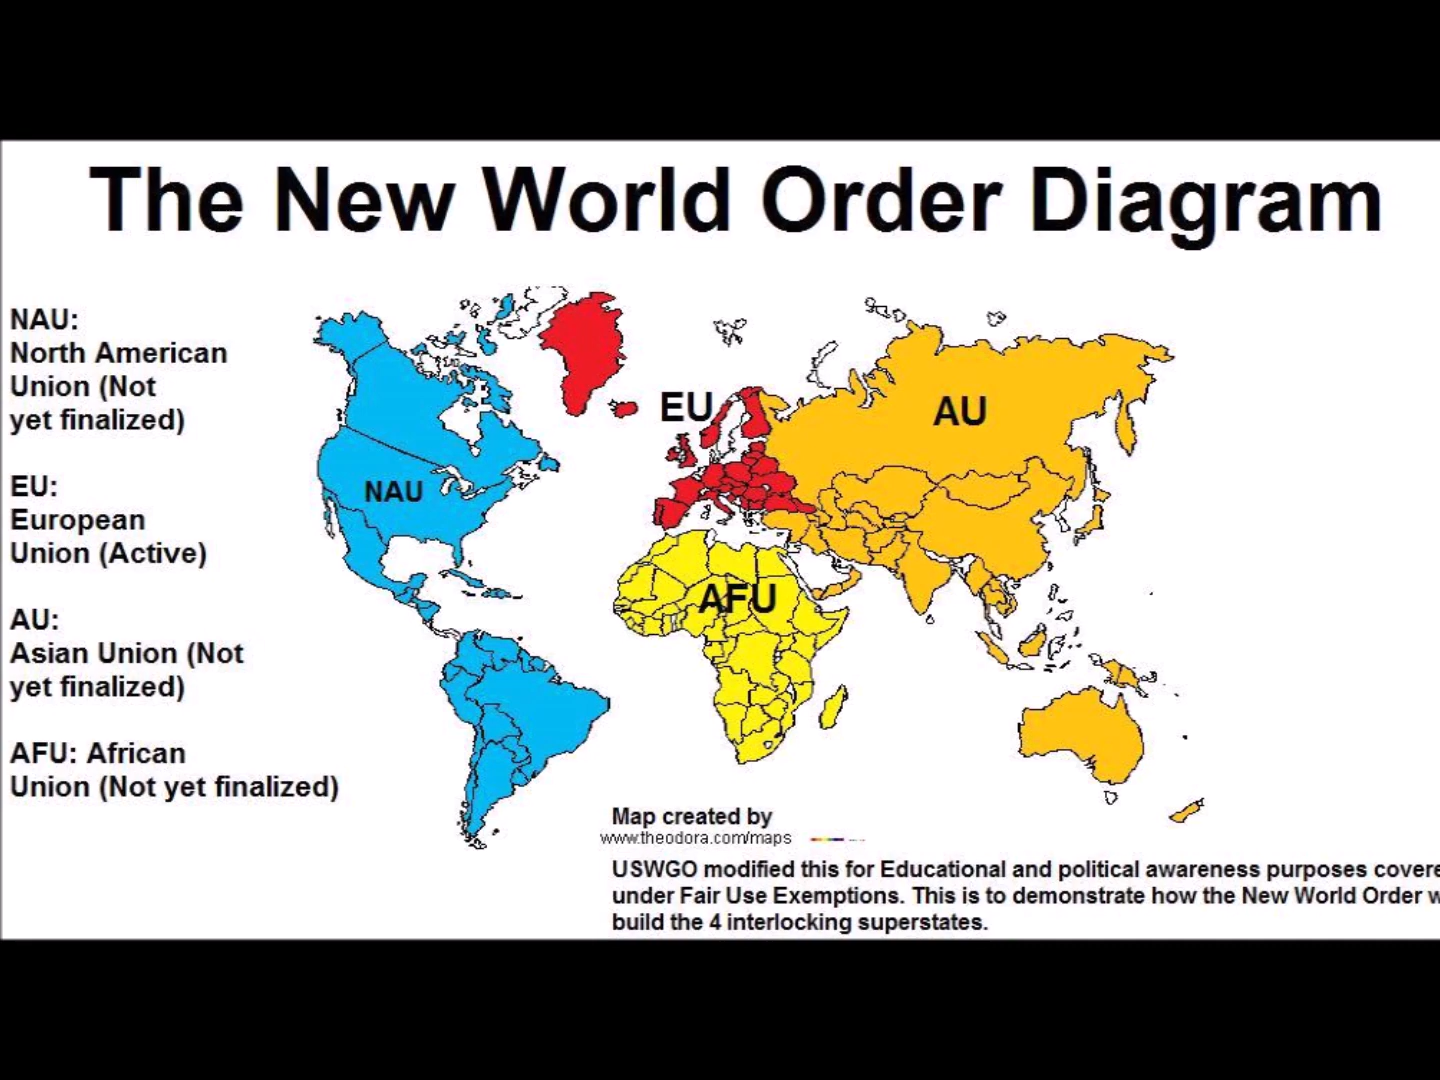 The New World Order Diagram
NAU:
North American
Union (Not
yet finalized)
EU:
European
Union (Active)
AU:
Asian Union (Not
yet finalized)
AFU: African
Union (Not yet finalized)
NAU
EU
AU
AFU
Map created by
www.theodora.com/maps
USWGO modified this for Educational and political awareness purposes covere
under Fair Use Exemptions. This is to demonstrate how the New World Order w
build the 4 interlocking superstates.